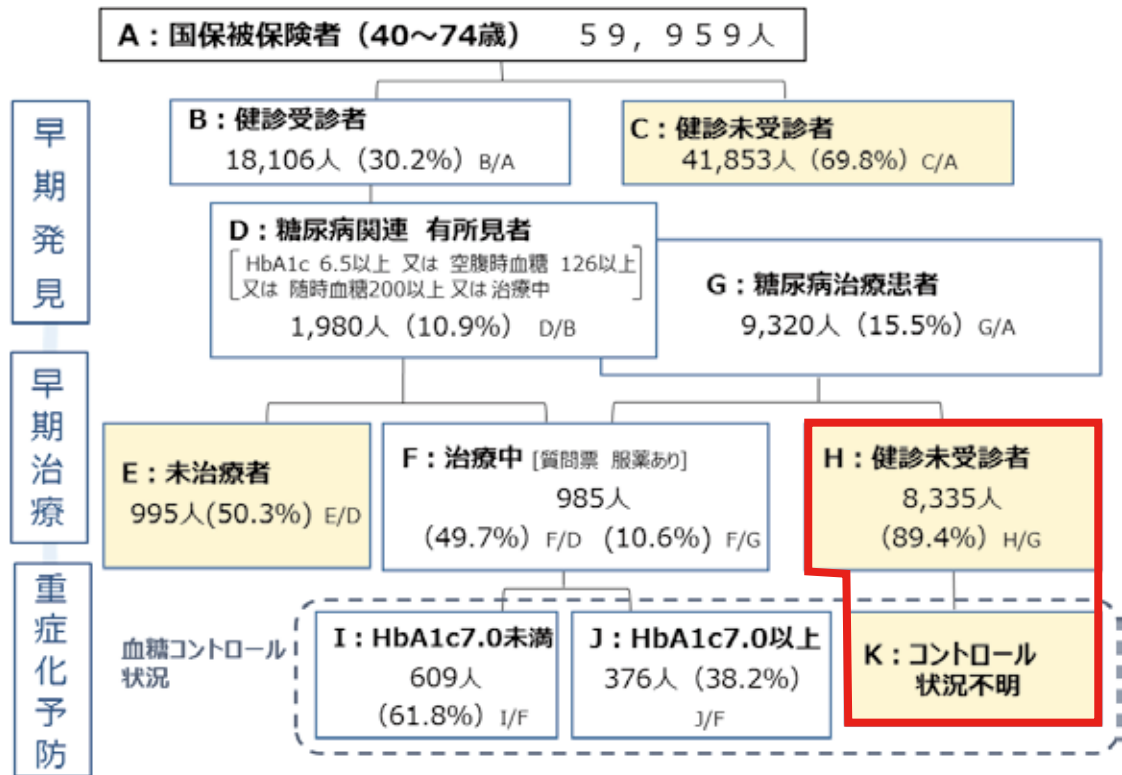 A：国保被保険者（40～74歳）　５９，９５９人
早期発見
B：健診受診者
18,106人（30.2%）B/A
C：健診未受診者
41,853人（69.8%）C/A
D：糖尿病関連 有所見者
HbA1c 6.5以上 又は 空腹時血糖 126以上
又は 随時血糖200以上 又は 治療中
1,980人（10.9%） D/B
G：糖尿病治療患者
9,320人（15.5%）G/A
早期治療
E：未治療者
995人(50.3%) E/D
F：治療中 [質問票 服薬あり]
985人
（49.7%）F/D （10.6%）F/G
H：健診未受診者
8,335人
（89.4%）H/G
重症化予防
血糖コントロール
状況
I：HbA1c7.0未満
609人
（61.8%）I/F
J：HbA1c7.0以上
376人（38.2%）
J/F
K：コントロール
状況不明